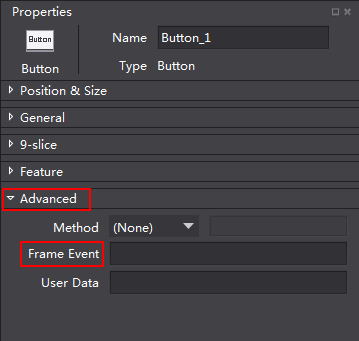 Properties
Button
Name Button_1
Button
Type Button
Position & Size
General
9-slice
Feature
Advanced
Method (None)
Frame Event
User Data